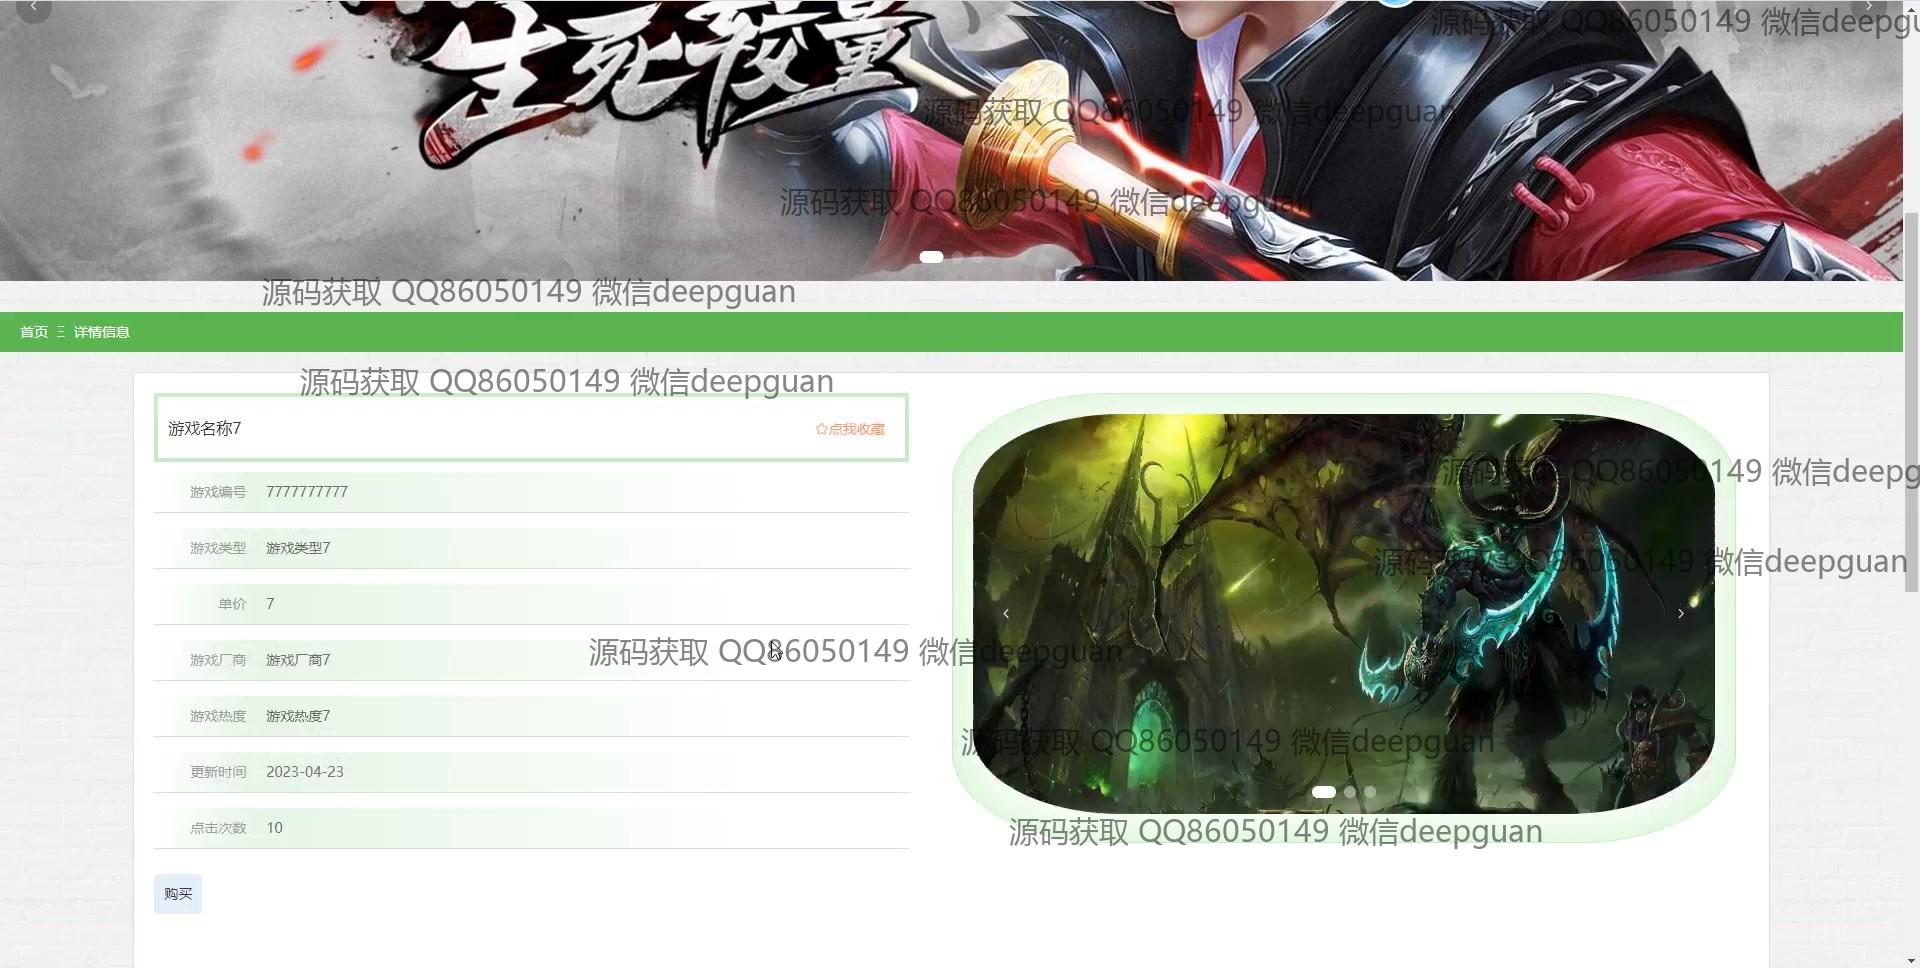 生死较量
源码获取 QQ86050149 微信deepgu
源码获取 QQ86050149 微信deepguan
源码获取 QQ86050149 微信deepguan
源码获取 QQ86050149 微信deepguan
首页 Ξ 详情信息
源码获取 QQ86050149 微信deepguan
游戏名称7
☆点我收藏
游戏编号 7777777777
源码获取 QQ86050149 微信deepg
游戏类型 游戏类型7
源码获取 QQ86050149 微信deepguan
单价 7
游戏厂商 游戏厂商7
源码获取 QQ86050149 微信deepguan
游戏热度 游戏热度7
源码获取 QQ86050149 微信deepguan
更新时间 2023-04-23
点击次数 10
源码获取 QQ86050149 微信deepguan
购买